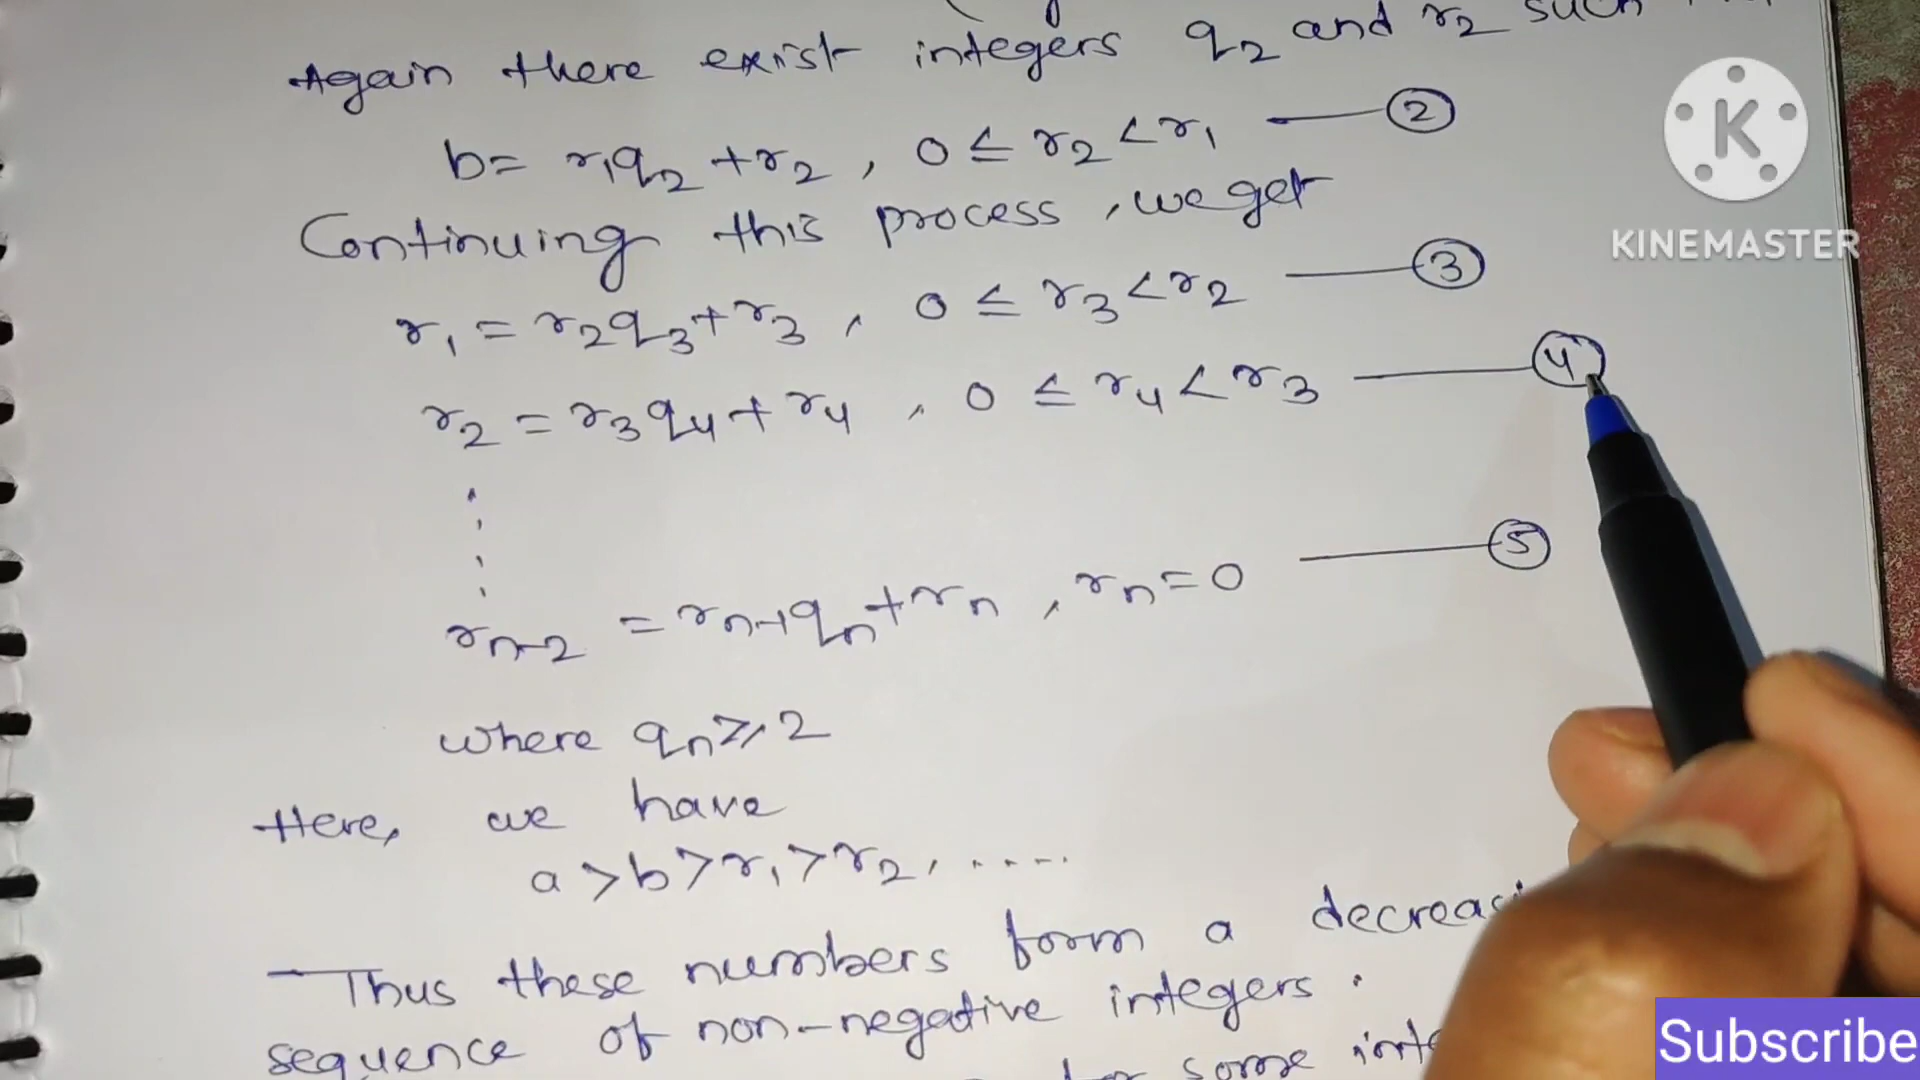 Again there exist integers q2 and r2 such
b = r1q2 + r2 , 0 ≤ r2 < r1 —— ②
Continuing this process, we get
r1 = r2q3 + r3 , 0 ≤ r3 < r2 —— ③
r2 = r3q4 + r4 , 0 ≤ r4 < r3 —— ④
rn-2 = rn-1qn + rn , rn = 0 —— ⑤
where qn ≥ 2
Here, we have
a > b > r1 > r2, .....
Thus these numbers form a
sequence of non-negative integers.
some
K
KINEMASTER
Subscribe